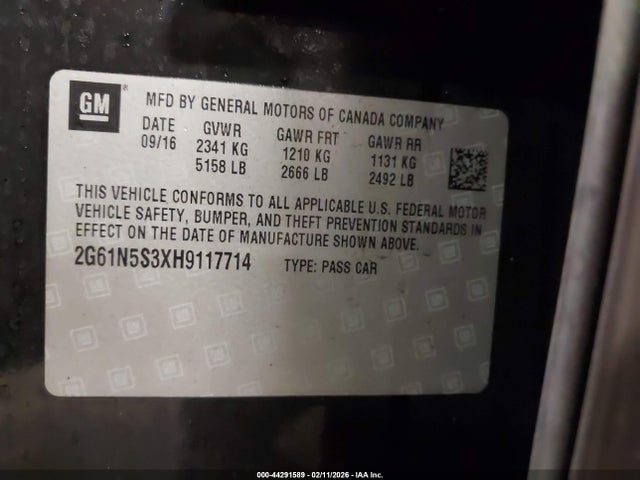 GM ®
MFD BY GENERAL MOTORS OF CANADA COMPANY
DATE GVWR GAWR FRT GAWR RR
09/16 2341 KG 1210 KG 1131 KG
5158 LB 2666 LB 2492 LB
THIS VEHICLE CONFORMS TO ALL APPLICABLE U.S. FEDERAL MOTOR
VEHICLE SAFETY, BUMPER, AND THEFT PREVENTION STANDARDS IN
EFFECT ON THE DATE OF MANUFACTURE SHOWN ABOVE.
2G61N5S3XH9117714 TYPE: PASS CAR
000-44291589 - 02/11/2026 - IAA Inc.